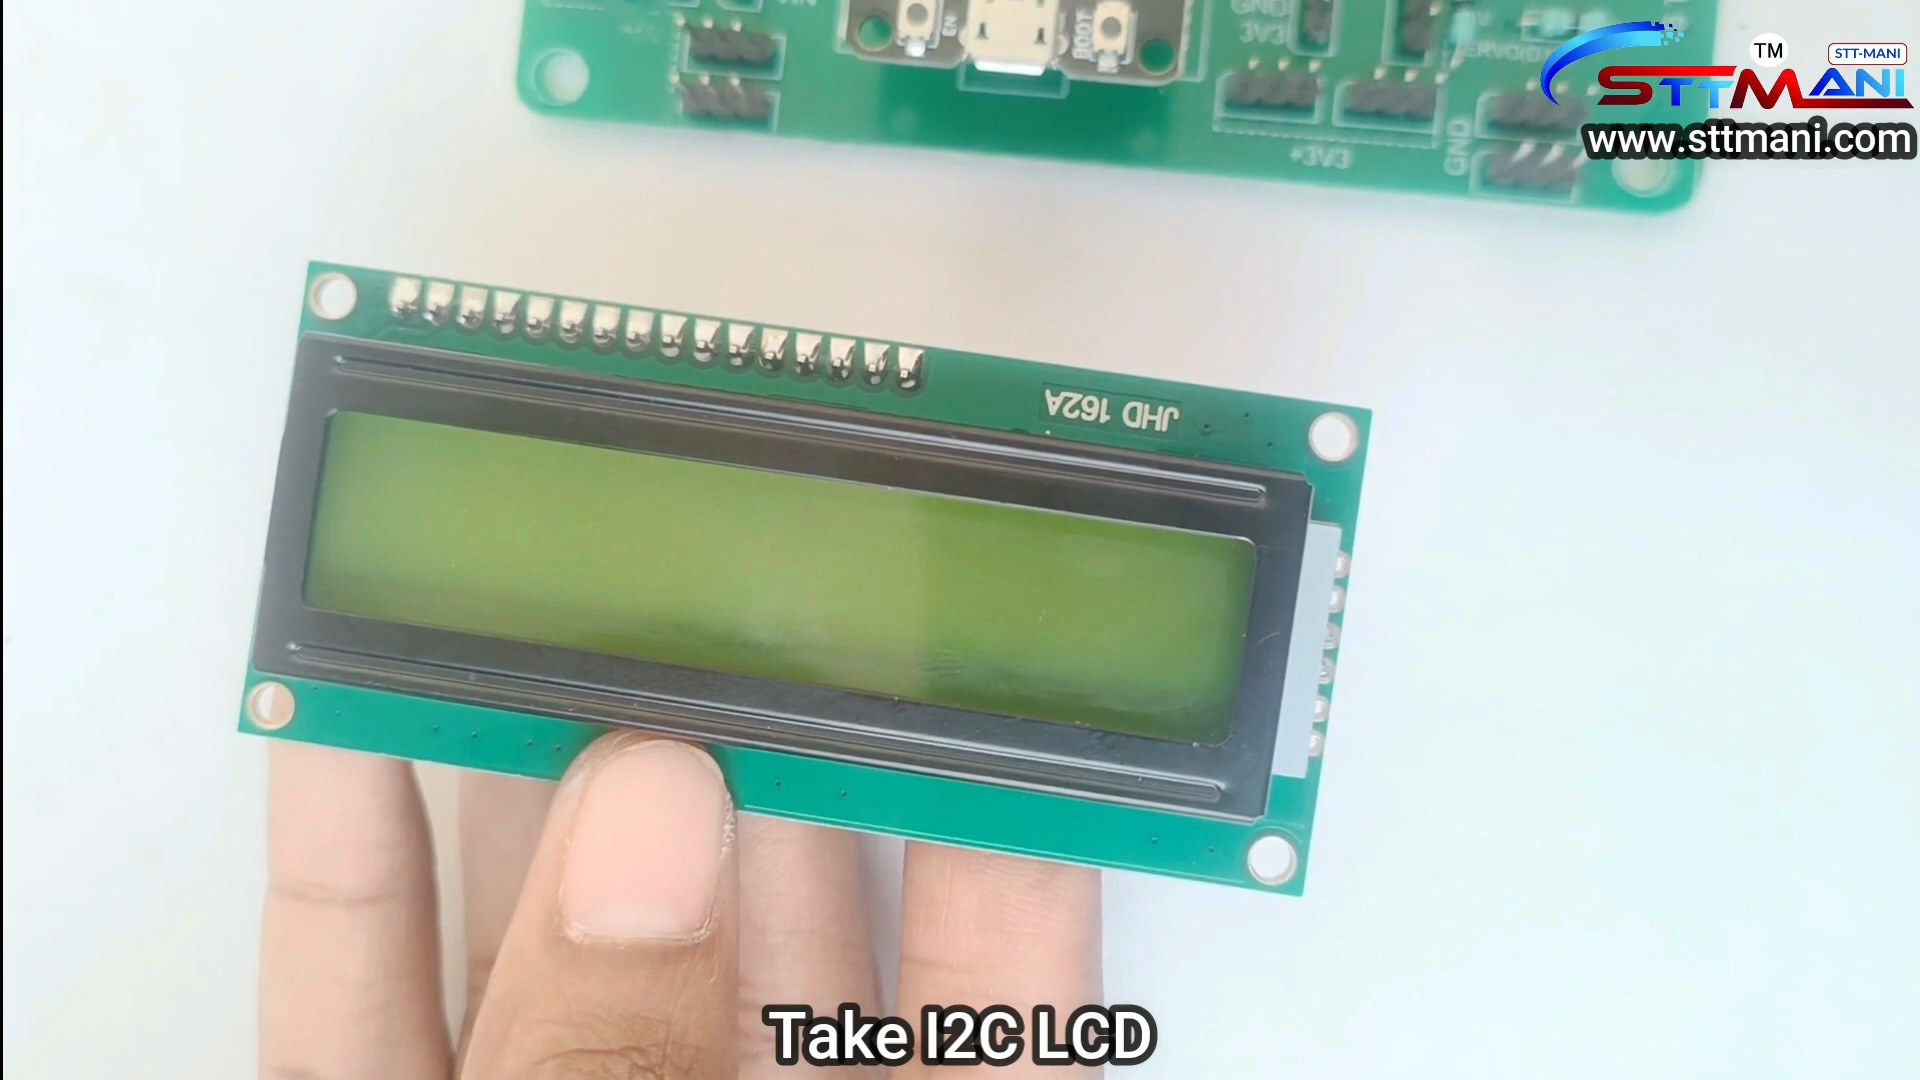 VIN
EN
BOOT
GND
3V3
+3V3
GND
TM
STT-MANI
STTMANI
www.sttmani.com
JHD 162A
Take I2C LCD